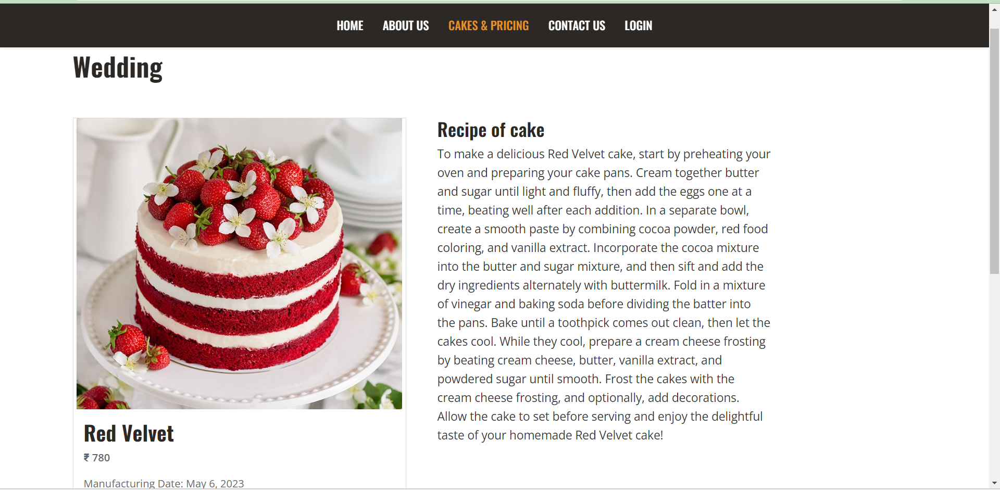 HOME ABOUT US CAKES & PRICING CONTACT US LOGIN
Wedding
Recipe of cake
To make a delicious Red Velvet cake, start by preheating your
oven and preparing your cake pans. Cream together butter
and sugar until light and fluffy, then add the eggs one at a
time, beating well after each addition. In a separate bowl,
create a smooth paste by combining cocoa powder, red food
coloring, and vanilla extract. Incorporate the cocoa mixture
into the butter and sugar mixture, and then sift and add the
dry ingredients alternately with buttermilk. Fold in a mixture
of vinegar and baking soda before dividing the batter into
the pans. Bake until a toothpick comes out clean, then let the
cakes cool. While they cool, prepare a cream cheese frosting
by beating cream cheese, butter, vanilla extract, and
powdered sugar until smooth. Frost the cakes with the
cream cheese frosting, and optionally, add decorations.
Allow the cake to set before serving and enjoy the delightful
taste of your homemade Red Velvet cake!
Red Velvet
₹ 780
Manufacturing Date: May 6, 2023